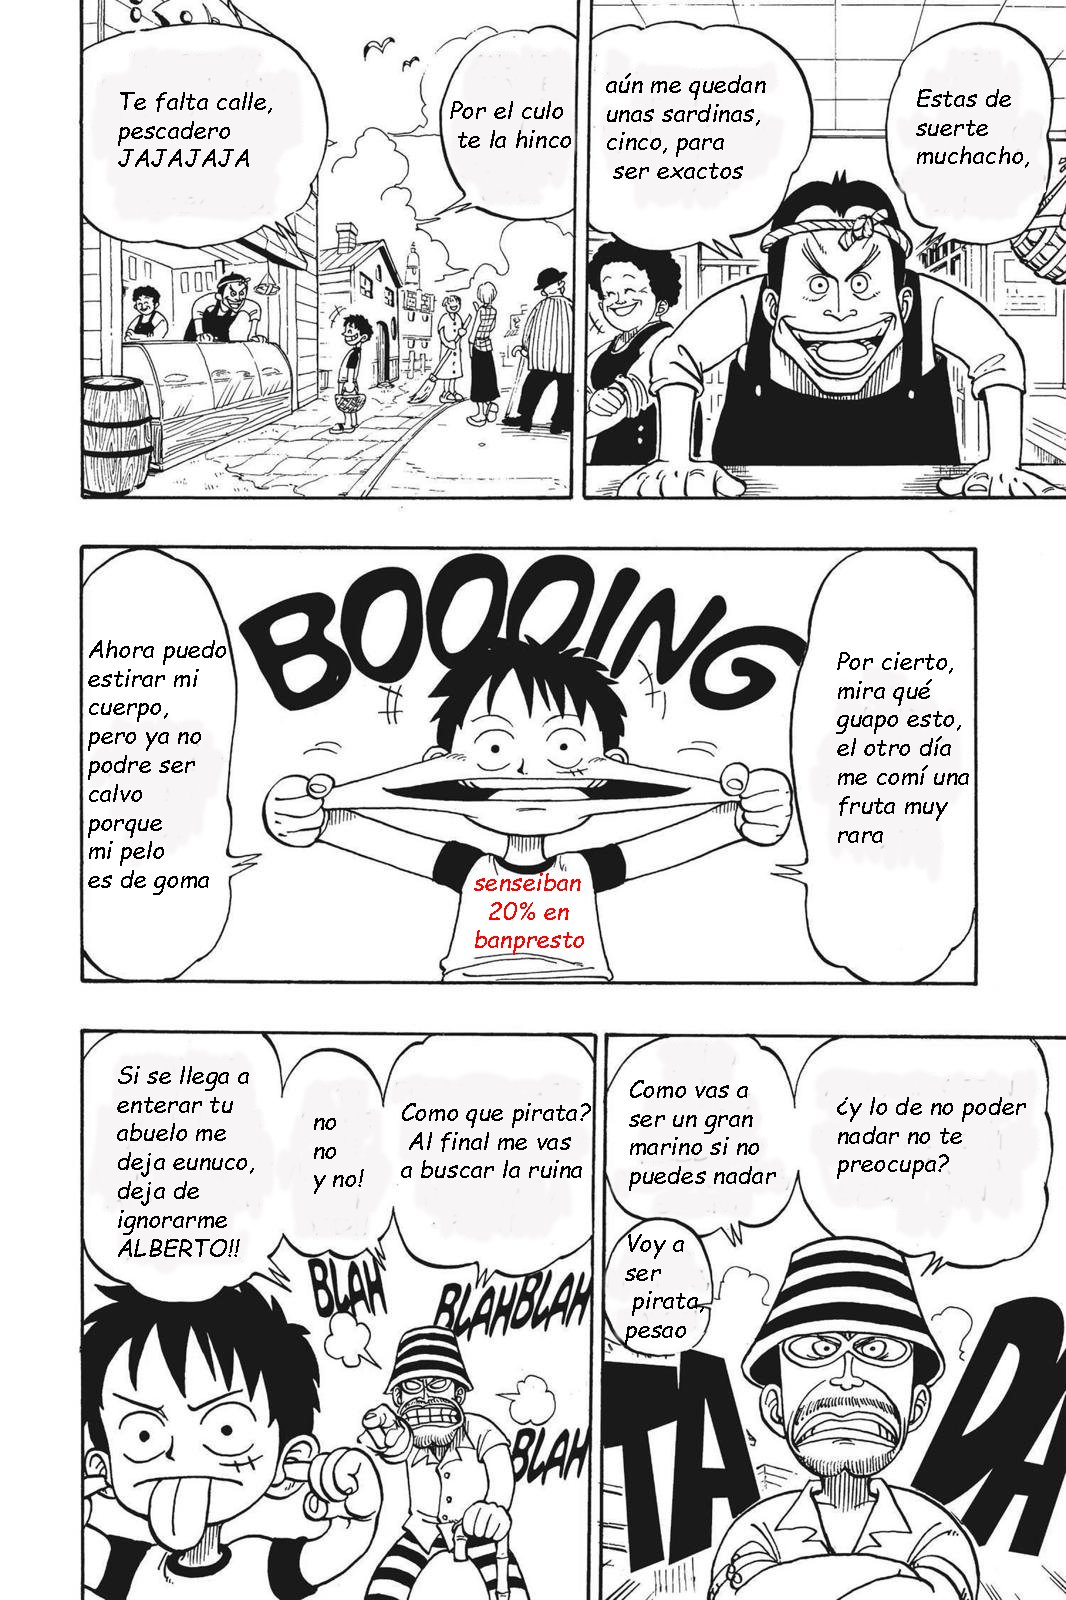 Estas de
suerte
muchacho,
aún me quedan
unas sardinas,
cinco, para
ser exactos
Por el culo
te la hinco
Te falta calle,
pescadero
JAJAJAJA
BOOOING
Por cierto,
mira qué
guapo esto,
el otro día
me comí una
fruta muy
rara
Ahora puedo
estirar mi
cuerpo,
pero ya no
podre ser
calvo
porque
mi pelo
es de goma
senseiban
20% en
banpresto
¿y lo de no poder
nadar no te
preocupa?
Como vas a
ser un gran
marino si no
puedes nadar
Voy a
ser
pirata,
pesao
TA
DA
Como que pirata?
Al final me vas
a buscar la ruina
no
no
y no!
Si se llega a
enterar tu
abuelo me
deja eunuco,
deja de
ignorarme
ALBERTO!!
BLAH
BLAHBLAH
BLAH